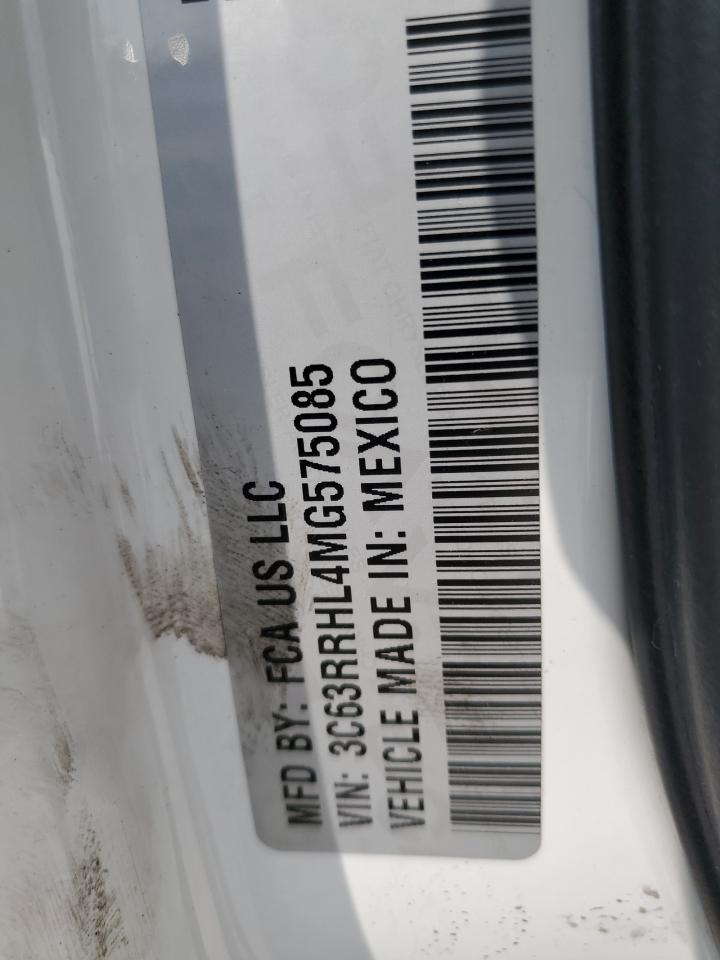 MFD BY: FCA US LLC
VIN: 3C63RRHL4MG575085
VEHICLE MADE IN: MEXICO